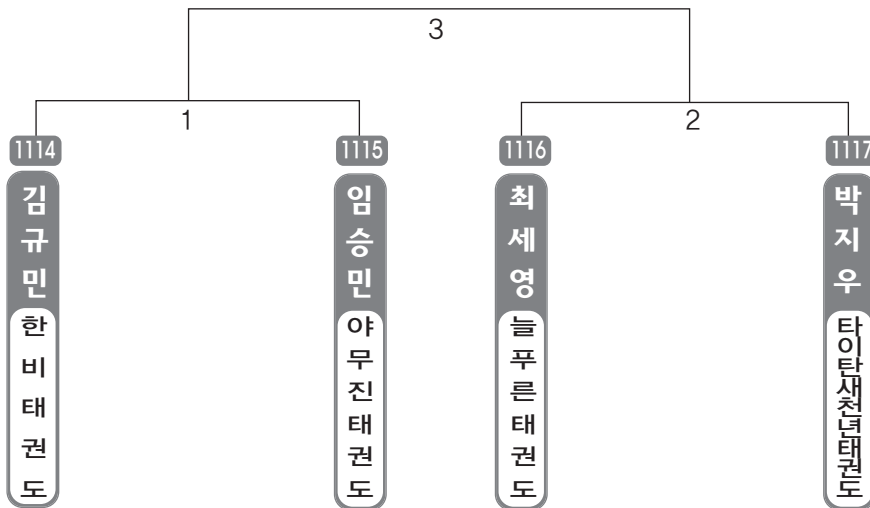 3
1
2
1114
1115
1116
1117
김규민
임승민
최세영
박지우
한비태권도
야무진태권도
늘푸른태권도
타이탄새천년태권도